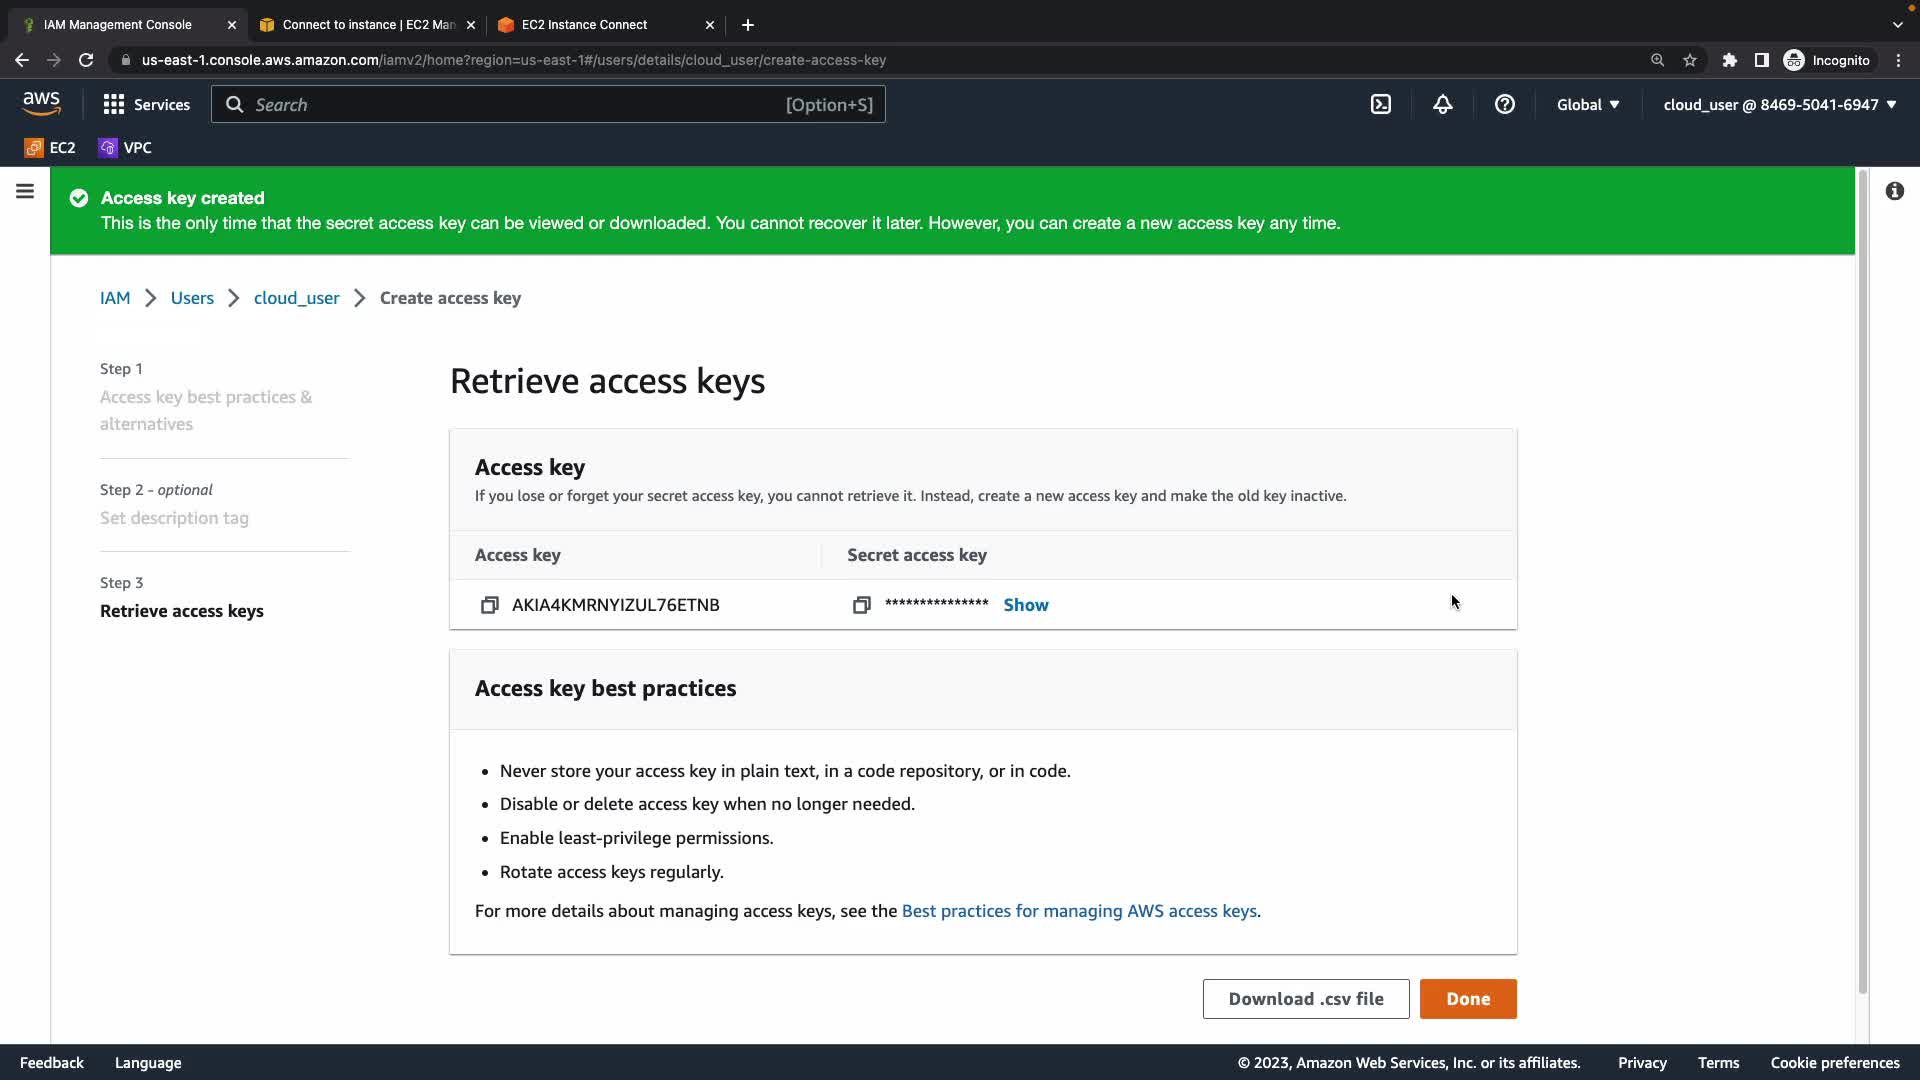 IAM Management Console
Connect to instance | EC2 Man
EC2 Instance Connect
us-east-1.console.aws.amazon.com/iamv2/home?region=us-east-1#/users/details/cloud_user/create-access-key
Incognito
aws
Services
Search
[Option+S]
Global
cloud_user @ 8469-5041-6947
EC2
VPC
Access key created
This is the only time that the secret access key can be viewed or downloaded. You cannot recover it later. However, you can create a new access key any time.
IAM > Users > cloud_user > Create access key
Step 1
Access key best practices &
alternatives
Step 2 - optional
Set description tag
Step 3
Retrieve access keys
Retrieve access keys
Access key
If you lose or forget your secret access key, you cannot retrieve it. Instead, create a new access key and make the old key inactive.
Access key
Secret access key
AKIA4KMRNYIZUL76ETNB
*************** Show
Access key best practices
• Never store your access key in plain text, in a code repository, or in code.
• Disable or delete access key when no longer needed.
• Enable least-privilege permissions.
• Rotate access keys regularly.
For more details about managing access keys, see the Best practices for managing AWS access keys.
Download .csv file
Done
Feedback
Language
© 2023, Amazon Web Services, Inc. or its affiliates.
Privacy
Terms
Cookie preferences